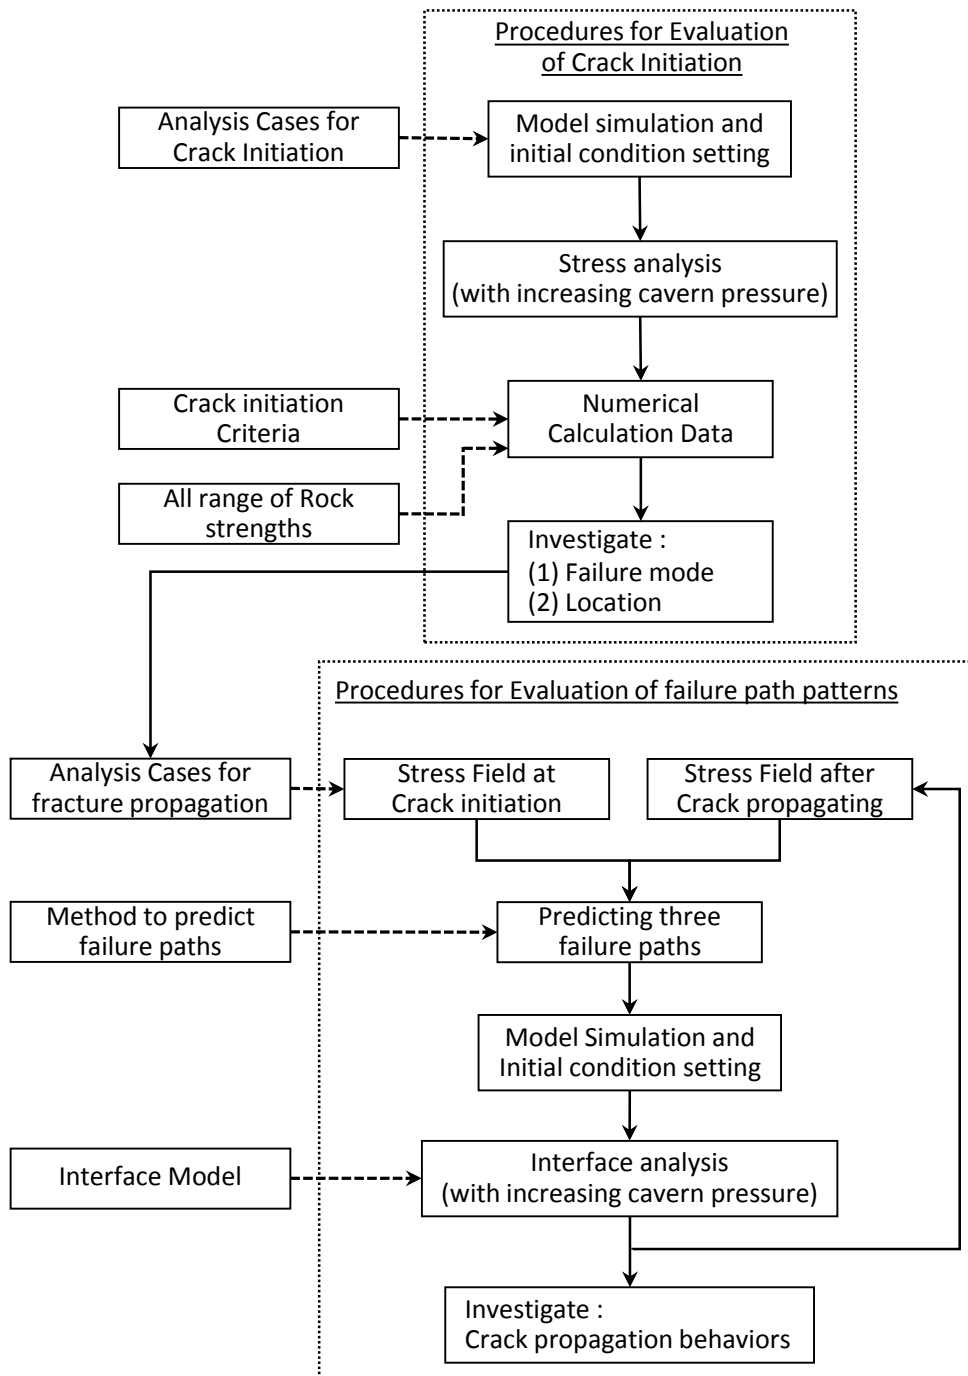 Procedures for Evaluation
of Crack Initiation
Analysis Cases for
Crack Initiation
Model simulation and
initial condition setting
Stress analysis
(with increasing cavern pressure)
Crack initiation
Criteria
Numerical
Calculation Data
All range of Rock
strengths
Investigate :
(1) Failure mode
(2) Location
Procedures for Evaluation of failure path patterns
Analysis Cases for
fracture propagation
Stress Field at
Crack initiation
Stress Field after
Crack propagating
Method to predict
failure paths
Predicting three
failure paths
Model Simulation and
Initial condition setting
Interface Model
Interface analysis
(with increasing cavern pressure)
Investigate :
Crack propagation behaviors